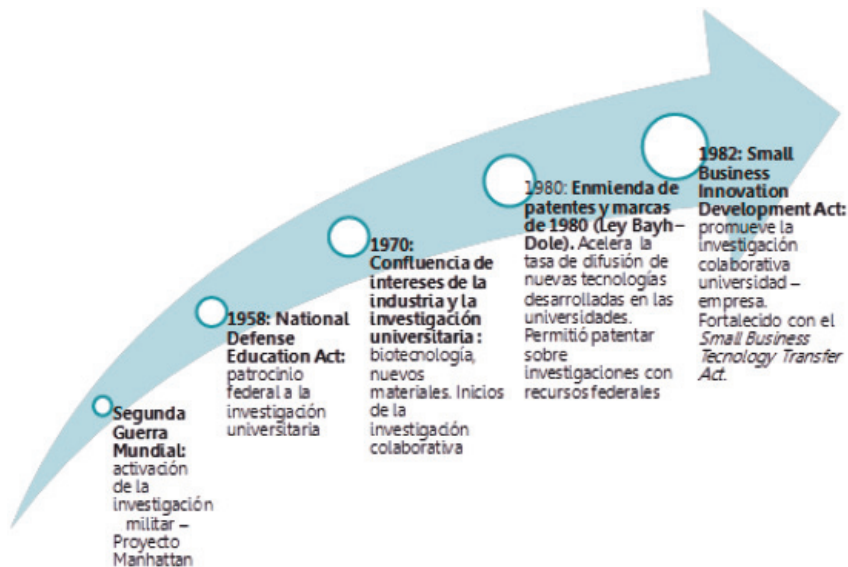 Segunda
Guerra
Mundial:
activación
de la
investigación
militar –
Proyecto
Manhattan
1958: National
Defense
Education Act:
patrocinio
federal a la
investigación
universitaria
1970:
Confluencia de
intereses de la
industria y la
investigación
universitaria :
biotecnología,
nuevos
materiales. Inicios
de la
investigación
colaborativa
1980: Enmienda de
patentes y marcas
de 1980 (Ley Bayh–
Dole). Acelera la
tasa de difusión de
nuevas tecnologías
desarrolladas en las
universidades.
Permitió patentar
sobre
investigaciones con
recursos federales
1982: Small
Business
Innovation
Development Act:
promueve la
investigación
colaborativa
universidad –
empresa.
Fortalecido con el
Small Business
Tecnology Transfer
Act.